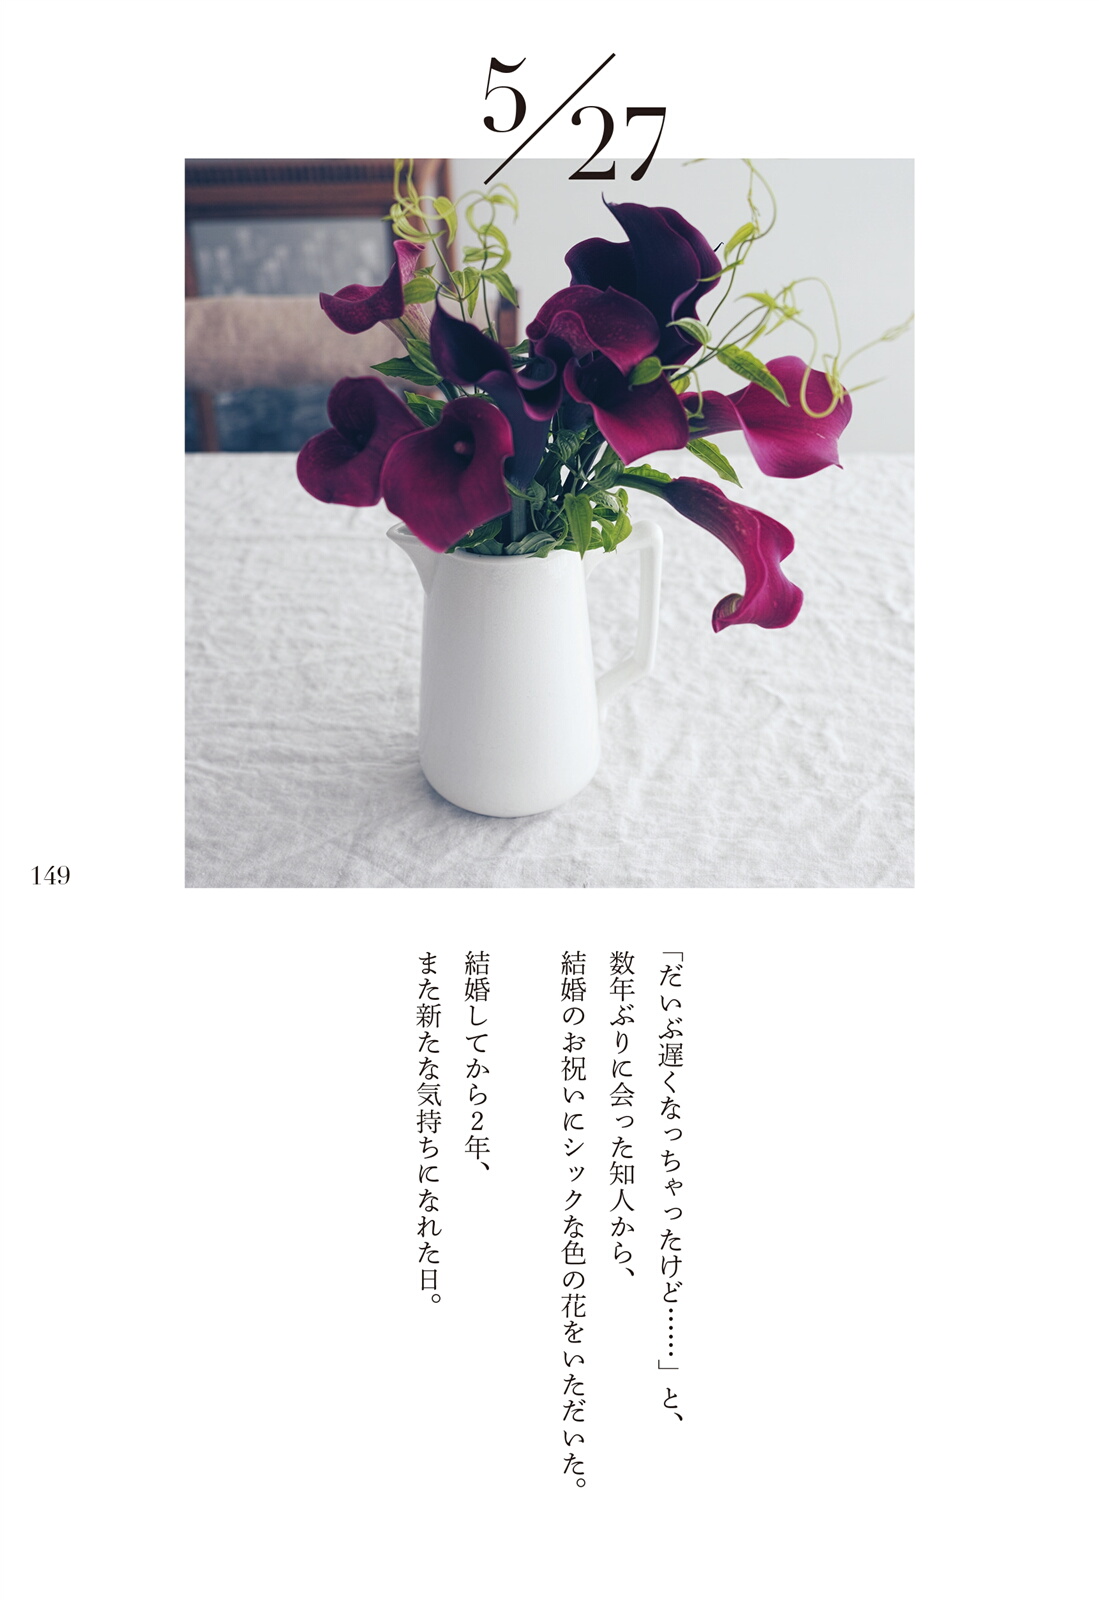 5/27
「だいぶ遅くなっちゃったけど……」と、
数年ぶりに会った知人から、
結婚のお祝いにシックな色の花をいただいた。
結婚してから2年、
また新たな気持ちになれた日。
149